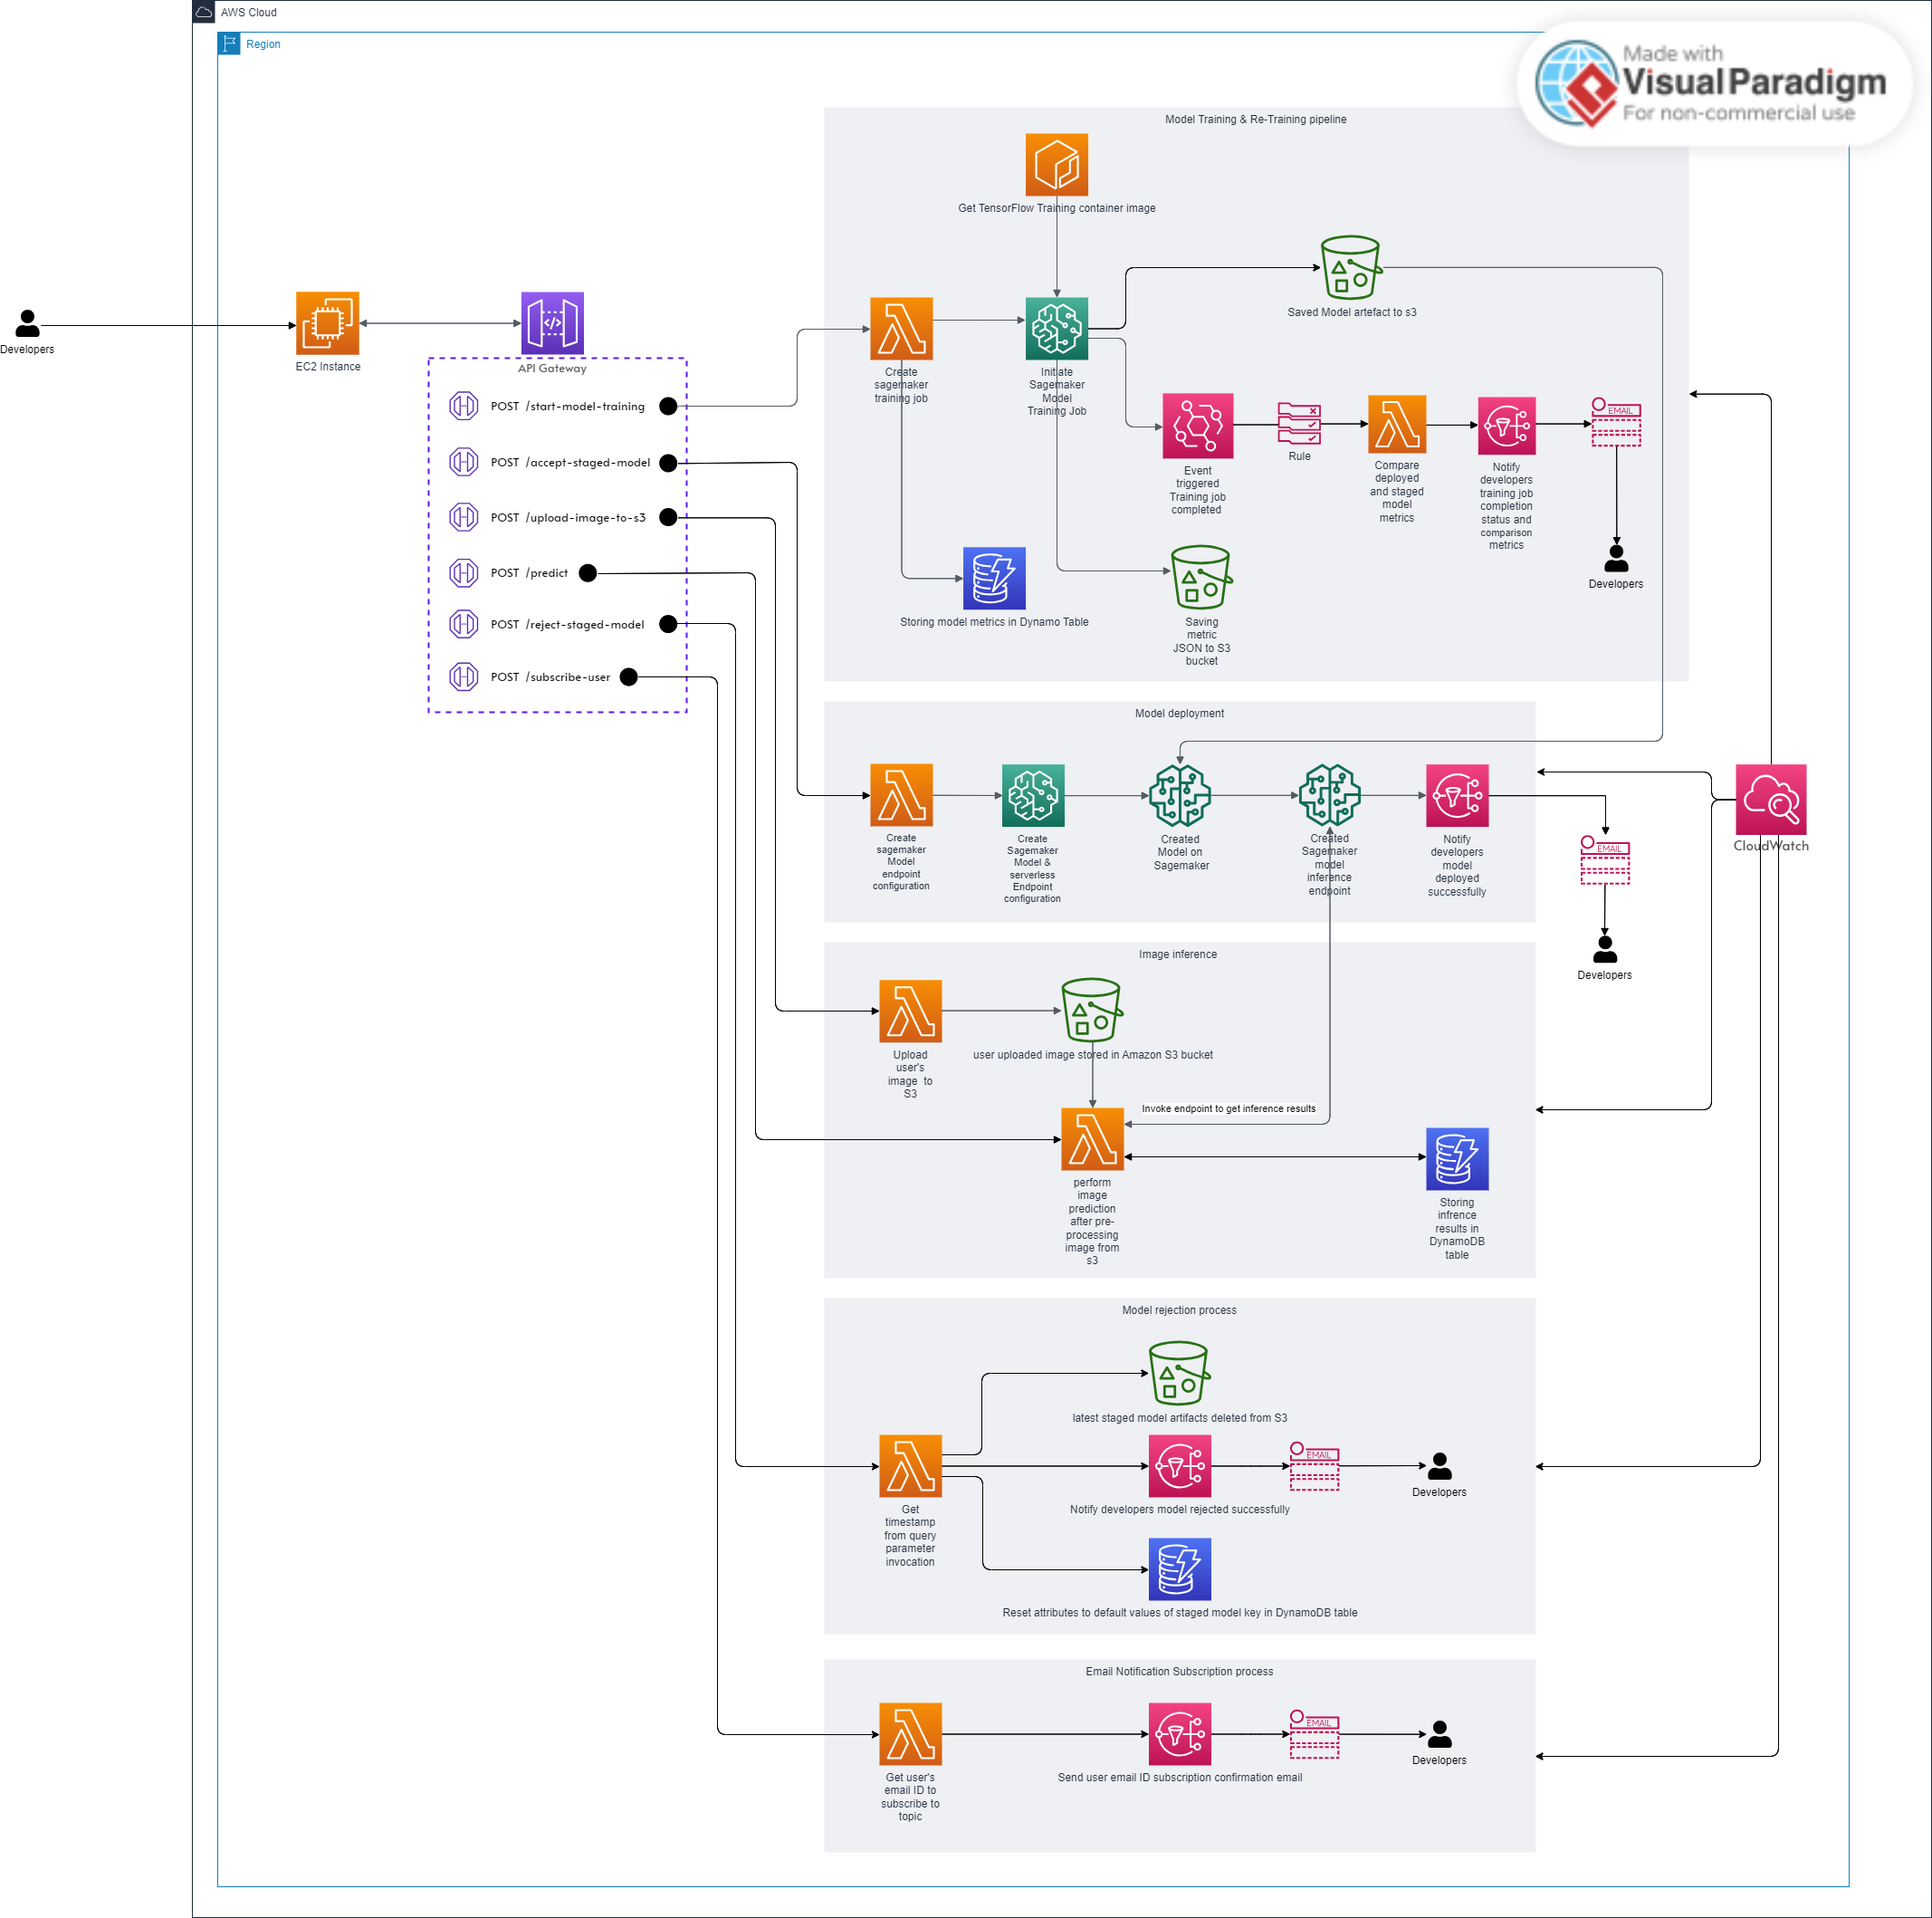 AWS Cloud
Region
Made with
Visual Paradigm
For non-commercial use
Model Training & Re-Training pipeline
Get TensorFlow Training container image
Saved Model artefact to s3
Developers
EC2 Instance
API Gateway
POST /start-model-training
POST /accept-staged-model
POST /upload-image-to-s3
POST /predict
POST /reject-staged-model
POST /subscribe-user
Create
sagemaker
training job
Initiate
Sagemaker
Model
Training Job
Event
triggered
Training job
completed
Rule
Compare
deployed
and staged
model
metrics
Notify
developers
training job
completion
status and
comparison
metrics
EMAIL
Developers
Storing model metrics in Dynamo Table
Saving
metric
JSON to S3
bucket
Model deployment
Create
sagemaker
Model
endpoint
configuration
Create
Sagemaker
Model &
serverless
Endpoint
configuration
Created
Model on
Sagemaker
Created
Sagemaker
model
inference
endpoint
Notify
developers
model
deployed
successfully
EMAIL
Developers
CloudWatch
Image inference
Upload
user's
image to
S3
user uploaded image stored in Amazon S3 bucket
Invoke endpoint to get inference results
perform
image
prediction
after pre-
processing
image from
s3
Storing
infrence
results in
DynamoDB
table
Model rejection process
latest staged model artifacts deleted from S3
Get
timestamp
from query
parameter
invocation
Notify developers model rejected successfully
EMAIL
Developers
Reset attributes to default values of staged model key in DynamoDB table
Email Notification Subscription process
Get user's
email ID to
subscribe to
topic
Send user email ID subscription confirmation email
EMAIL
Developers